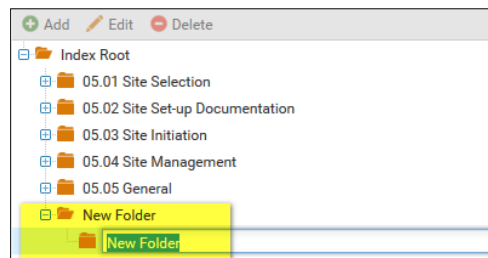 Add Edit Delete
Index Root
05.01 Site Selection
05.02 Site Set-up Documentation
05.03 Site Initiation
05.04 Site Management
05.05 General
New Folder
New Folder